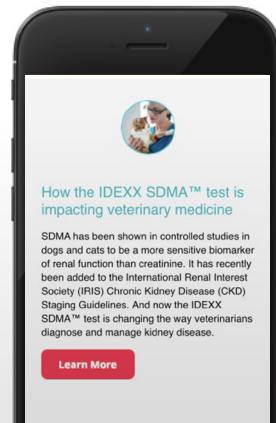 How the IDEXX SDMA™ test is
impacting veterinary medicine
SDMA has been shown in controlled studies in
dogs and cats to be a more sensitive biomarker
of renal function than creatinine. It has recently
been added to the International Renal Interest
Society (IRIS) Chronic Kidney Disease (CKD)
Staging Guidelines. And now the IDEXX
SDMA™ test is changing the way veterinarians
diagnose and manage kidney disease.
Learn More